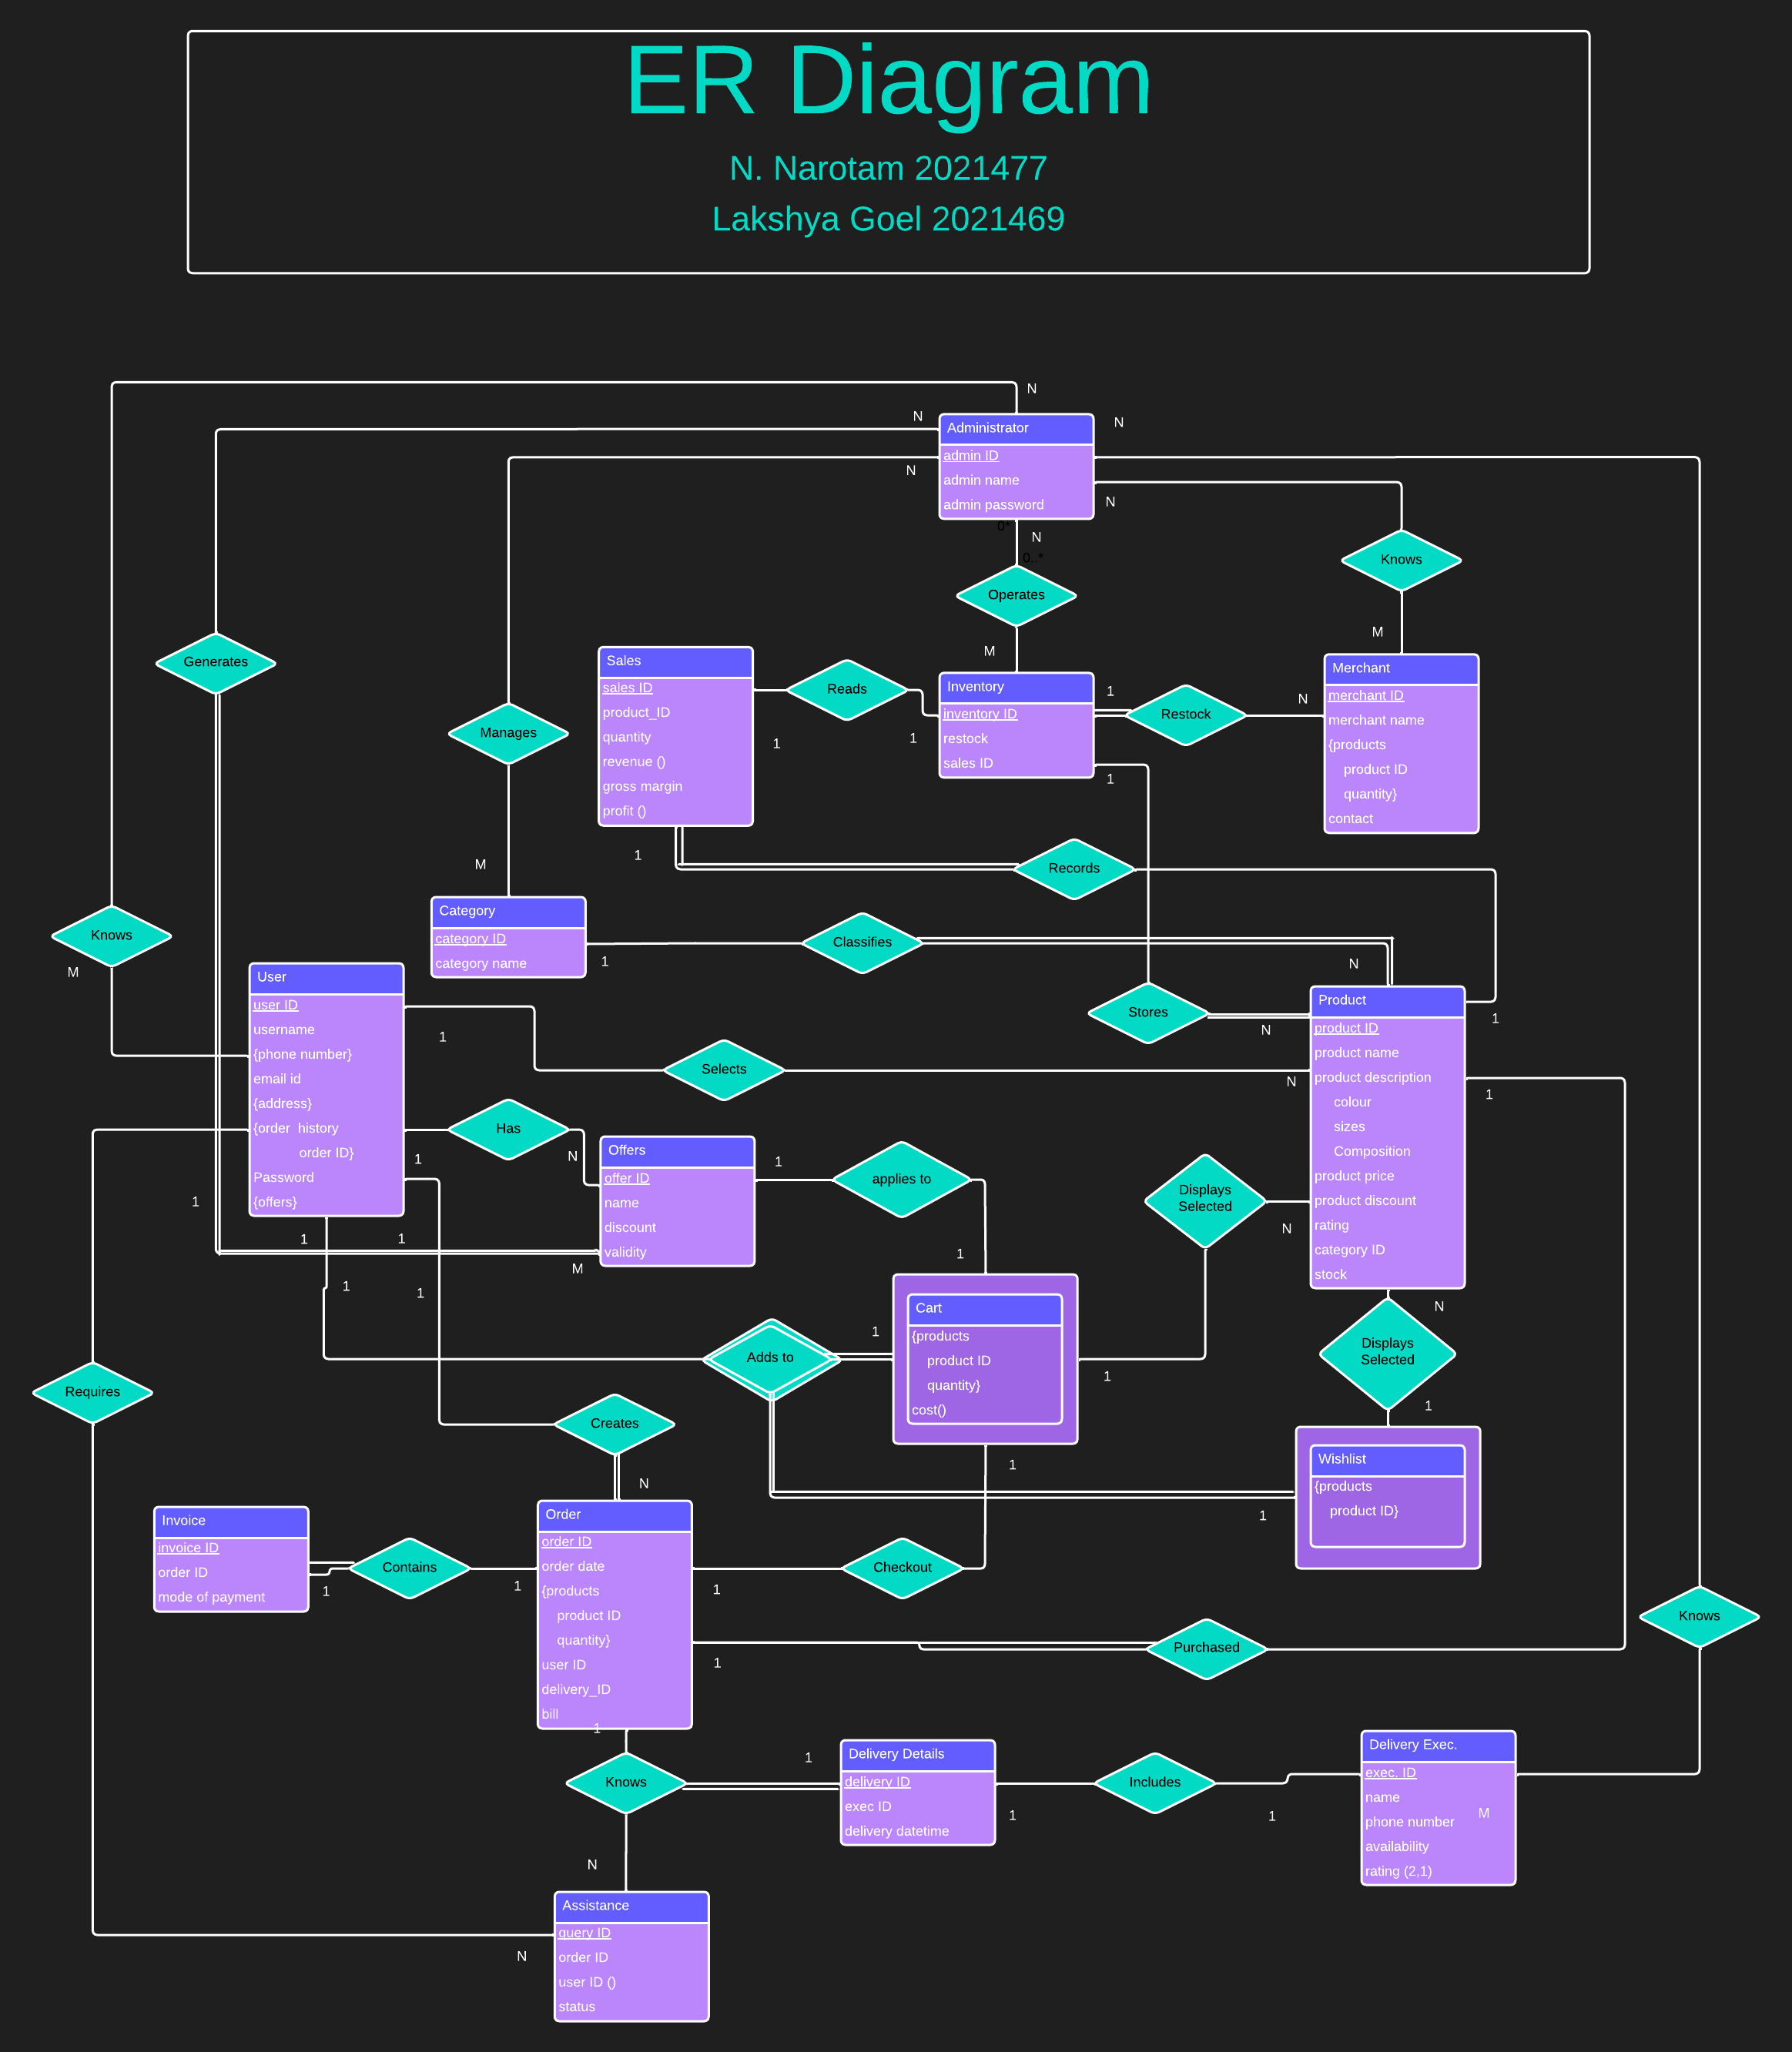 ER Diagram
N. Narotam 2021477
Lakshya Goel 2021469
N
N
N
Administrator
admin ID
admin name
admin password
N
N
0*
N
0..*
Operates
Knows
M
M
Generates
Manages
Sales
sales ID
product_ID
quantity
revenue ()
gross margin
profit ()
Reads
1
1
Inventory
inventory ID
restock
sales ID
1
1
Restock
N
Merchant
merchant ID
merchant name
{products
product ID
quantity}
contact
1
Records
M
Category
category ID
category name
1
Classifies
N
Knows
M
User
user ID
username
{phone number}
email id
{address}
{order  history
order ID}
Password
{offers}
1
Selects
N
Stores
N
1
Product
product ID
product name
product description
colour
sizes
Composition
product price
product discount
rating
category ID
stock
1
Has
1
N
Offers
offer ID
name
discount
validity
1
applies to
1
Displays
Selected
N
1
1
1
1
1
M
Adds to
1
Cart
{products
product ID
quantity}
cost()
1
N
Displays
Selected
1
Requires
Creates
N
1
Wishlist
{products
product ID}
1
Invoice
invoice ID
order ID
mode of payment
1
Contains
1
Order
order ID
order date
{products
product ID
quantity}
user ID
delivery_ID
bill
1
Checkout
1
Purchased
Knows
1
Knows
1
Delivery Details
delivery ID
exec ID
delivery datetime
1
Includes
1
Delivery Exec.
exec. ID
name
phone number
availability
rating (2,1)
M
N
Assistance
query ID
order ID
user ID ()
status
N